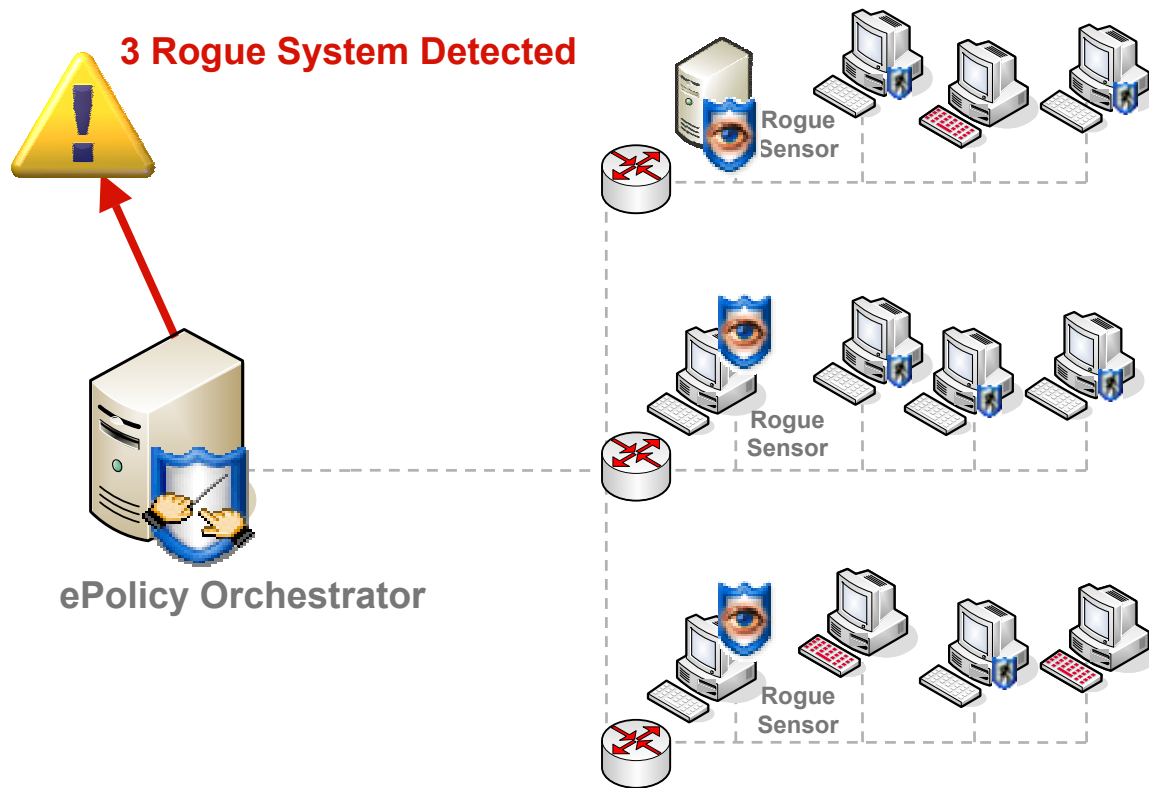 3 Rogue System Detected
Rogue
Sensor
Rogue
Sensor
ePolicy Orchestrator
Rogue
Sensor